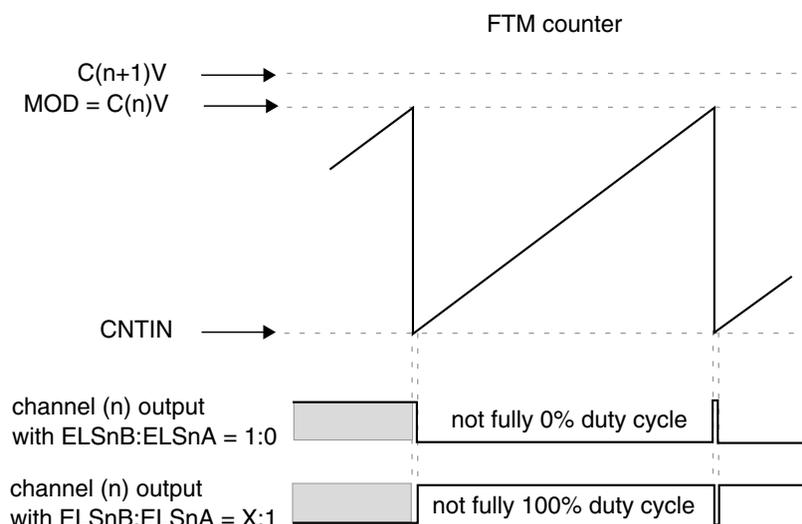 FTM counter
C(n+1)V
MOD = C(n)V
CNTIN
channel (n) output
with ELSnB:ELSnA = 1:0
not fully 0% duty cycle
channel (n) output
with ELSnB:ELSnA = X:1
not fully 100% duty cycle